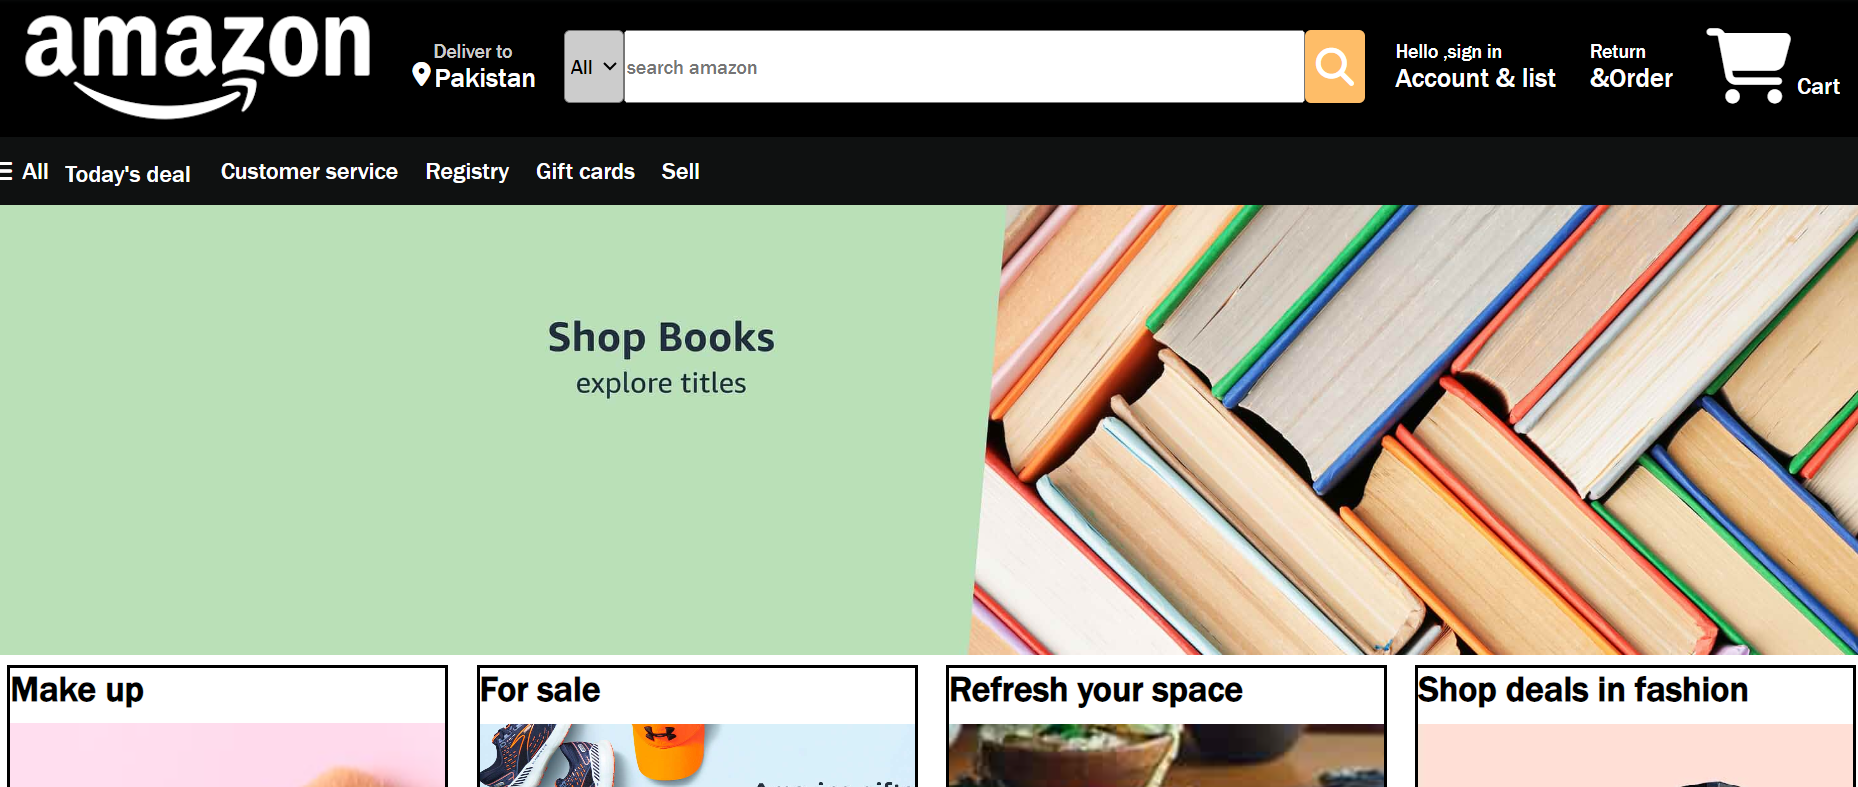 amazon
Deliver to
Pakistan
All
search amazon
Hello ,sign in
Account & list
Return
&Order
Cart
All
Today's deal
Customer service
Registry
Gift cards
Sell
Shop Books
explore titles
Make up
For sale
Refresh your space
Shop deals in fashion